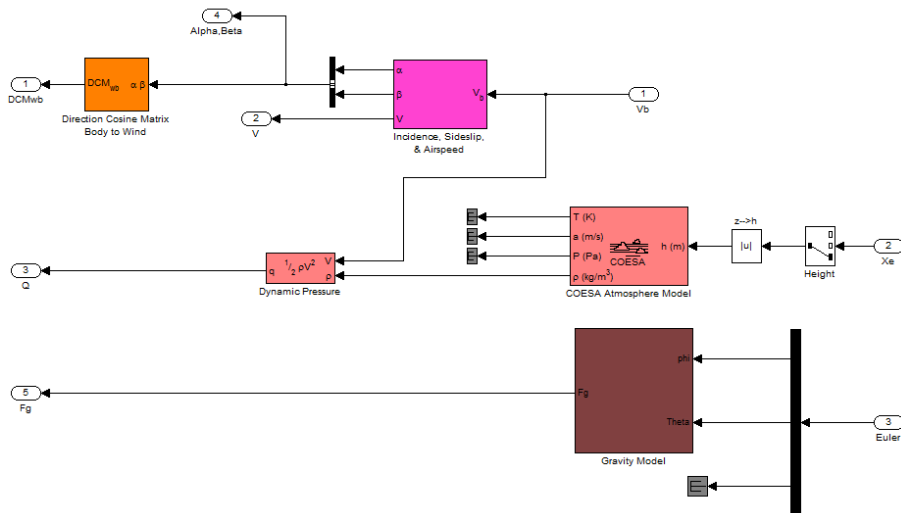 4
Alpha,Beta
1
DCMwb
DCMwb
α β
Direction Cosine Matrix
Body to Wind
2
V
α
β
V
Vb
Incidence, Sideslip,
& Airspeed
1
Vb
T (K)
a (m/s)
P (Pa)
ρ (kg/m³)
COESA
h (m)
COESA Atmosphere Model
z-->h
|u|
Height
2
Xe
3
Q
q
1/2 ρV²
V
ρ
Dynamic Pressure
5
Fg
Fg
phi
Theta
Gravity Model
3
Euler